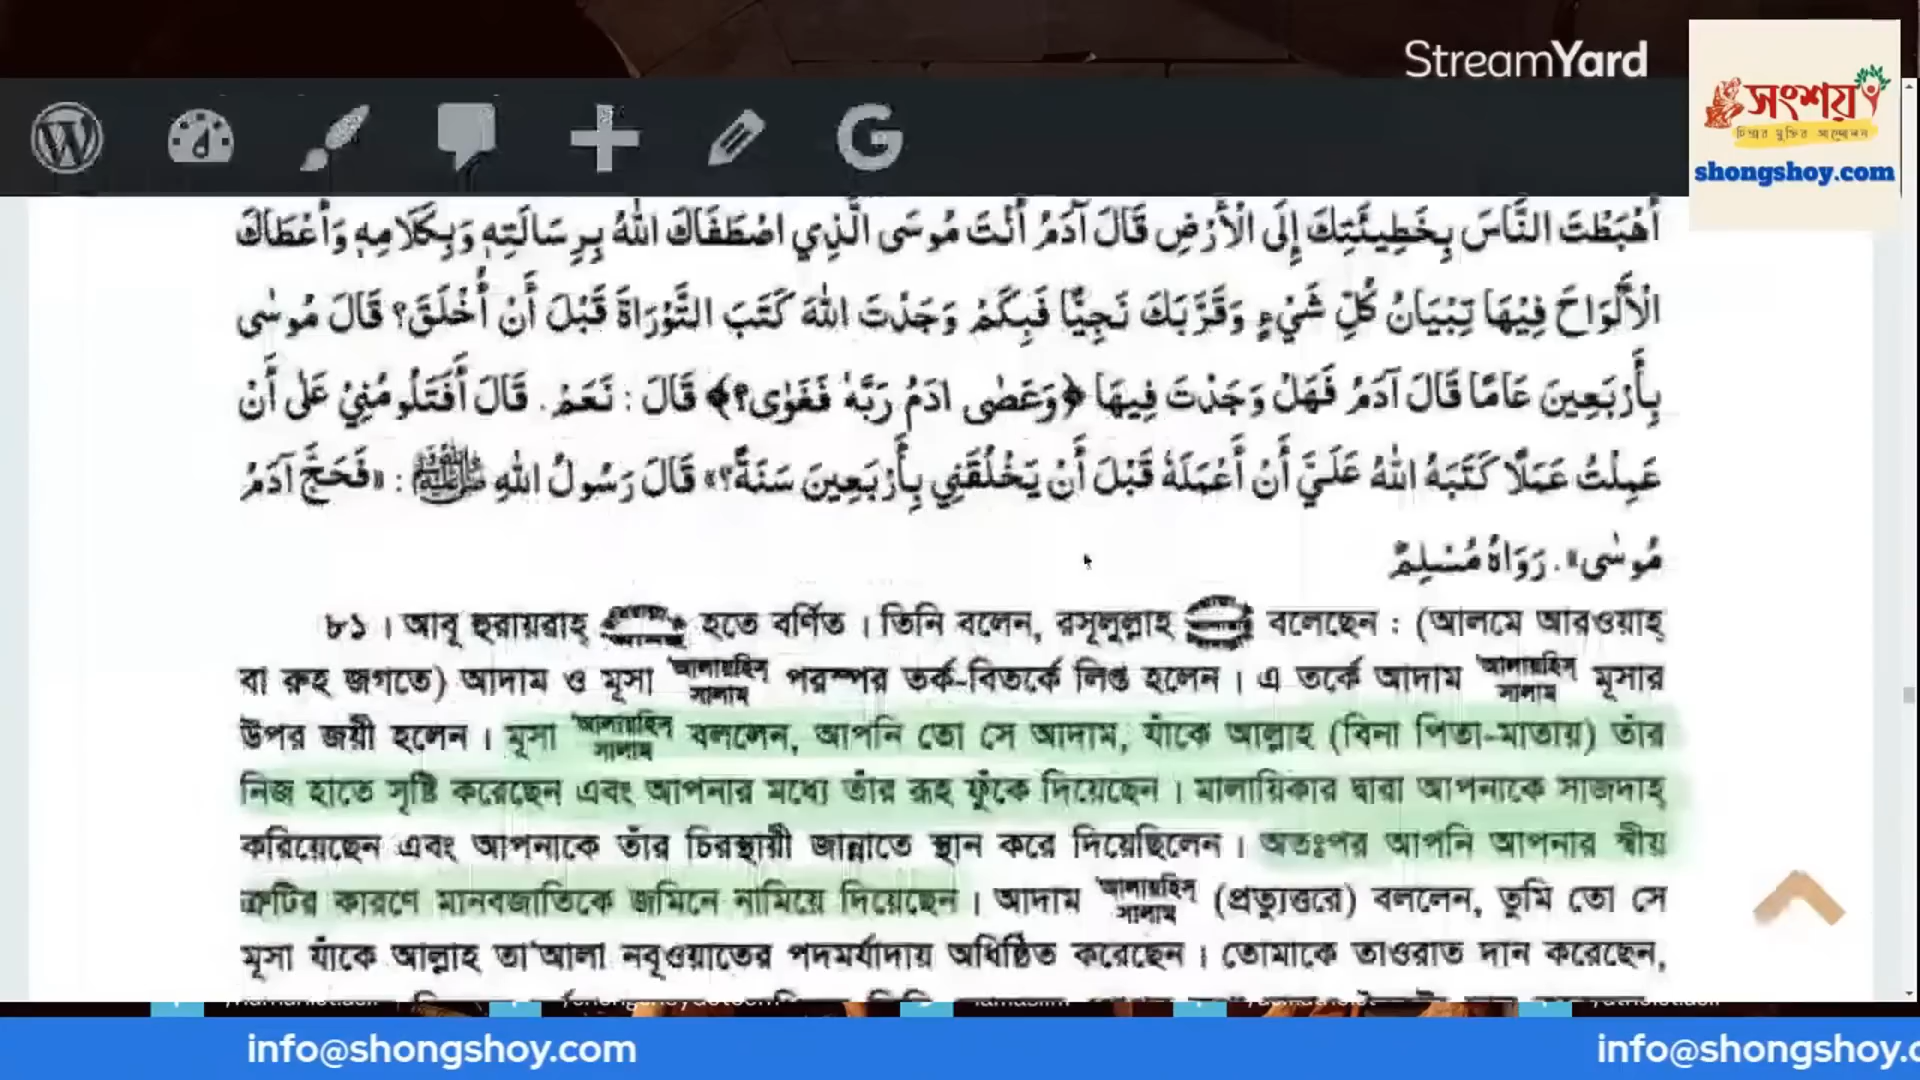 StreamYard
সংশয়
চিন্তার মুক্তির আন্দোলন
shongshoy.com
أَهْبَطْتَ النَّاسَ بِخَطِيئَتِكَ إِلَى الْأَرْضِ قَالَ آدَمُ أَنْتَ مُوسَى الَّذِي اصْطَفَاكَ اللهُ بِرِسَالَتِهٖ وَبِكَلَامِهٖ وَأَعْطَاكَ
الْأَلْوَاحَ فِيْهَا تِبْيَانُ كُلِّ شَيْءٍ وَقَرَّبَكَ نَجِيًّا فَبِكَمْ وَجَدْتَ اللهَ كَتَبَ التَّوْرَاةَ قَبْلَ أَنْ أُخْلَقَ؟ قَالَ مُوسٰى
بِأَرْبَعِينَ عَامًا قَالَ آدَمُ فَهَلْ وَجَدْتَ فِيهَا ﴿وَعَصٰى اٰدَمُ رَبَّهٗ فَغَوٰى؟﴾ قَالَ : نَعَمْ. قَالَ أَفَتَلُومُنِيْ عَلٰى أَنْ
عَمِلْتُ عَمَلًا كَتَبَهُ اللهُ عَلَيَّ أَنْ أَعْمَلَهٗ قَبْلَ أَنْ يَخْلُقَنِي بِأَرْبَعِينَ سَنَةً؟» قَالَ رَسُولُ اللهِ ﷺ : «فَحَجَّ آدَمُ
مُوسٰى». رَوَاهُ مُسْلِمٌ
৮১। আবূ হুরায়রাহ্ হতে বর্ণিত। তিনি বলেন, রসূলুল্লাহ বলেছেন : (আলমে আরওয়াহ্
বা রুহ জগতে) আদাম ও মূসা আলায়হিস সালাম পরস্পর তর্ক-বিতর্কে লিপ্ত হলেন। এ তর্কে আদাম আলায়হিস সালাম মূসার
উপর জয়ী হলেন। মূসা আলায়হিস সালাম বললেন, আপনি তো সে আদাম, যাঁকে আল্লাহ (বিনা পিতা-মাতায়) তাঁর
নিজ হাতে সৃষ্টি করেছেন এবং আপনার মধ্যে তাঁর রূহ ফুঁকে দিয়েছেন। মালায়িকার দ্বারা আপনাকে সাজদাহ্
করিয়েছেন এবং আপনাকে তাঁর চিরস্থায়ী জান্নাতে স্থান করে দিয়েছিলেন। অতঃপর আপনি আপনার স্বীয়
ত্রুটির কারণে মানবজাতিকে জমিনে নামিয়ে দিয়েছেন। আদাম আলায়হিস সালাম (প্রত্যুত্তরে) বললেন, তুমি তো সে
মূসা যাঁকে আল্লাহ তা'আলা নবূওয়াতের পদমর্যাদায় অধিষ্ঠিত করেছেন। তোমাকে তাওরাত দান করেছেন,
info@shongshoy.com info@shongshoy.c